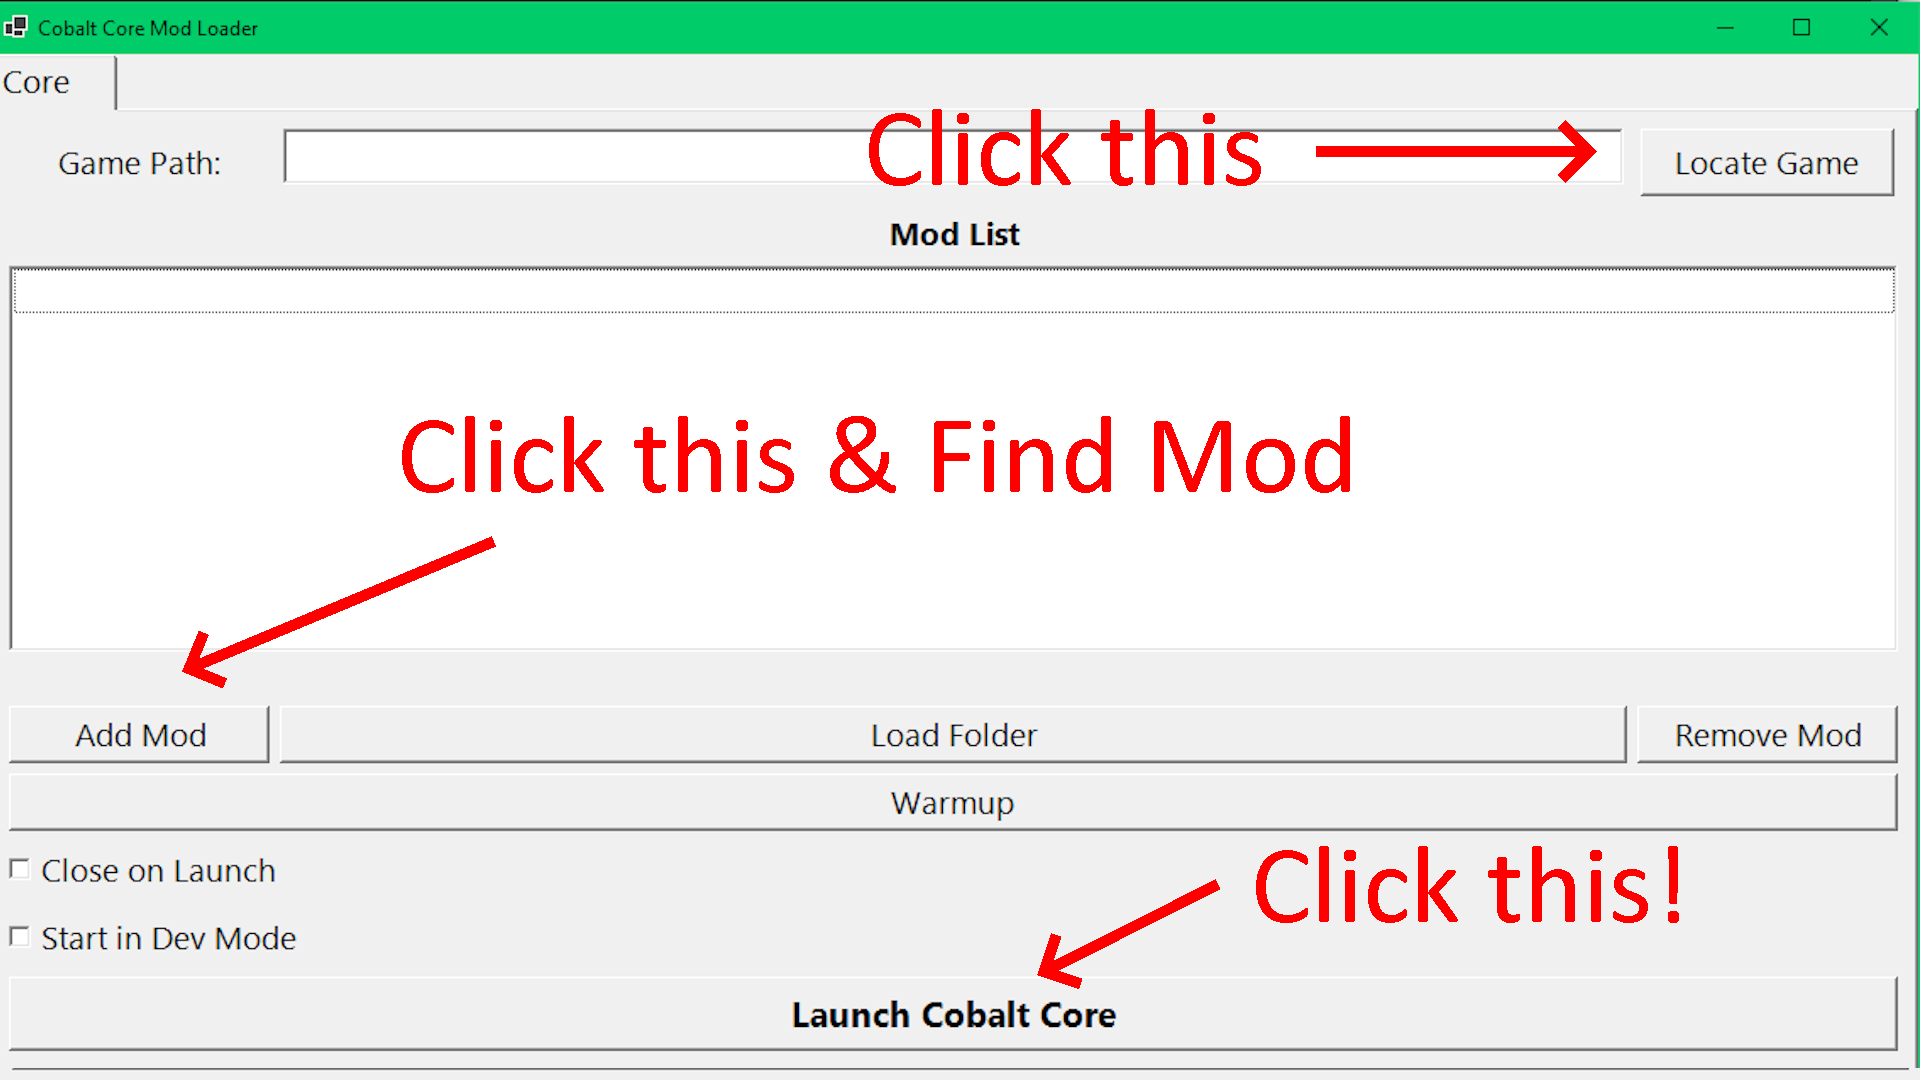 Cobalt Core Mod Loader
Core
Game Path:
Click this
Locate Game
Mod List
Click this & Find Mod
Add Mod
Load Folder
Remove Mod
Warmup
Close on Launch
Click this!
Start in Dev Mode
Launch Cobalt Core